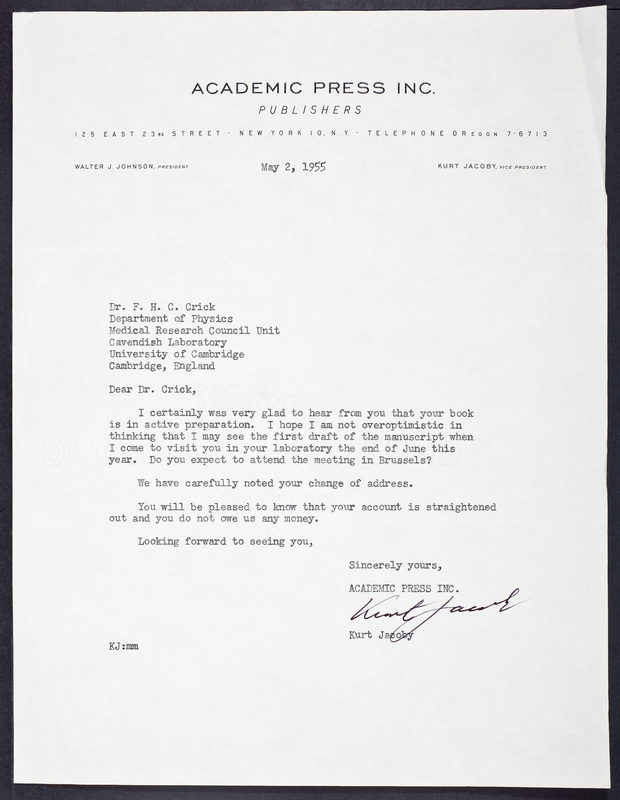 ACADEMIC PRESS INC.
PUBLISHERS
125 EAST 23RD STREET · NEW YORK 10, N.Y. · TELEPHONE OREGON 7-6713
WALTER J. JOHNSON, PRESIDENT May 2, 1955 KURT JACOBY, VICE PRESIDENT
Dr. F. H. C. Crick
Department of Physics
Medical Research Council Unit
Cavendish Laboratory
University of Cambridge
Cambridge, England
Dear Dr. Crick,
I certainly was very glad to hear from you that your book
is in active preparation. I hope I am not overoptimistic in
thinking that I may see the first draft of the manuscript when
I come to visit you in your laboratory the end of June this
year. Do you expect to attend the meeting in Brussels?
We have carefully noted your change of address.
You will be pleased to know that your account is straightened
out and you do not owe us any money.
Looking forward to seeing you,
Sincerely yours,
ACADEMIC PRESS INC.
Kurt Jacoby
Kurt Jacoby
KJ:mm